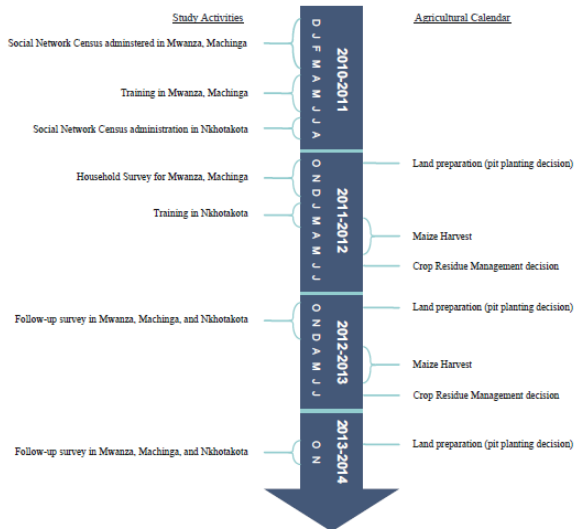 Study Activities
Agricultural Calendar
Social Network Census adminstered in Mwanza, Machinga
Training in Mwanza, Machinga
Social Network Census administration in Nkhotakota
D J F M A M J J A
2010-2011
Household Survey for Mwanza, Machinga
Training in Nkhotakota
O N D J M A M J J
2011-2012
Land preparation (pit planting decision)
Maize Harvest
Crop Residue Management decision
Follow-up survey in Mwanza, Machinga, and Nkhotakota
O N D A M J J
2012-2013
Land preparation (pit planting decision)
Maize Harvest
Crop Residue Management decision
Follow-up survey in Mwanza, Machinga, and Nkhotakota
O N
2013-2014
Land preparation (pit planting decision)